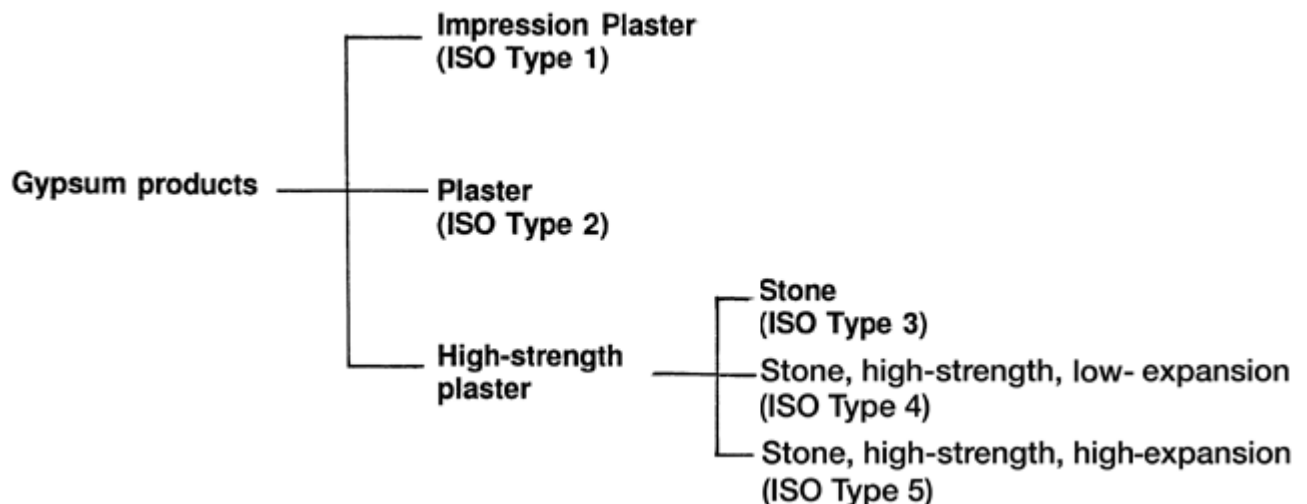 Gypsum products
Impression Plaster
(ISO Type 1)
Plaster
(ISO Type 2)
High-strength
plaster
Stone
(ISO Type 3)
Stone, high-strength, low- expansion
(ISO Type 4)
Stone, high-strength, high-expansion
(ISO Type 5)